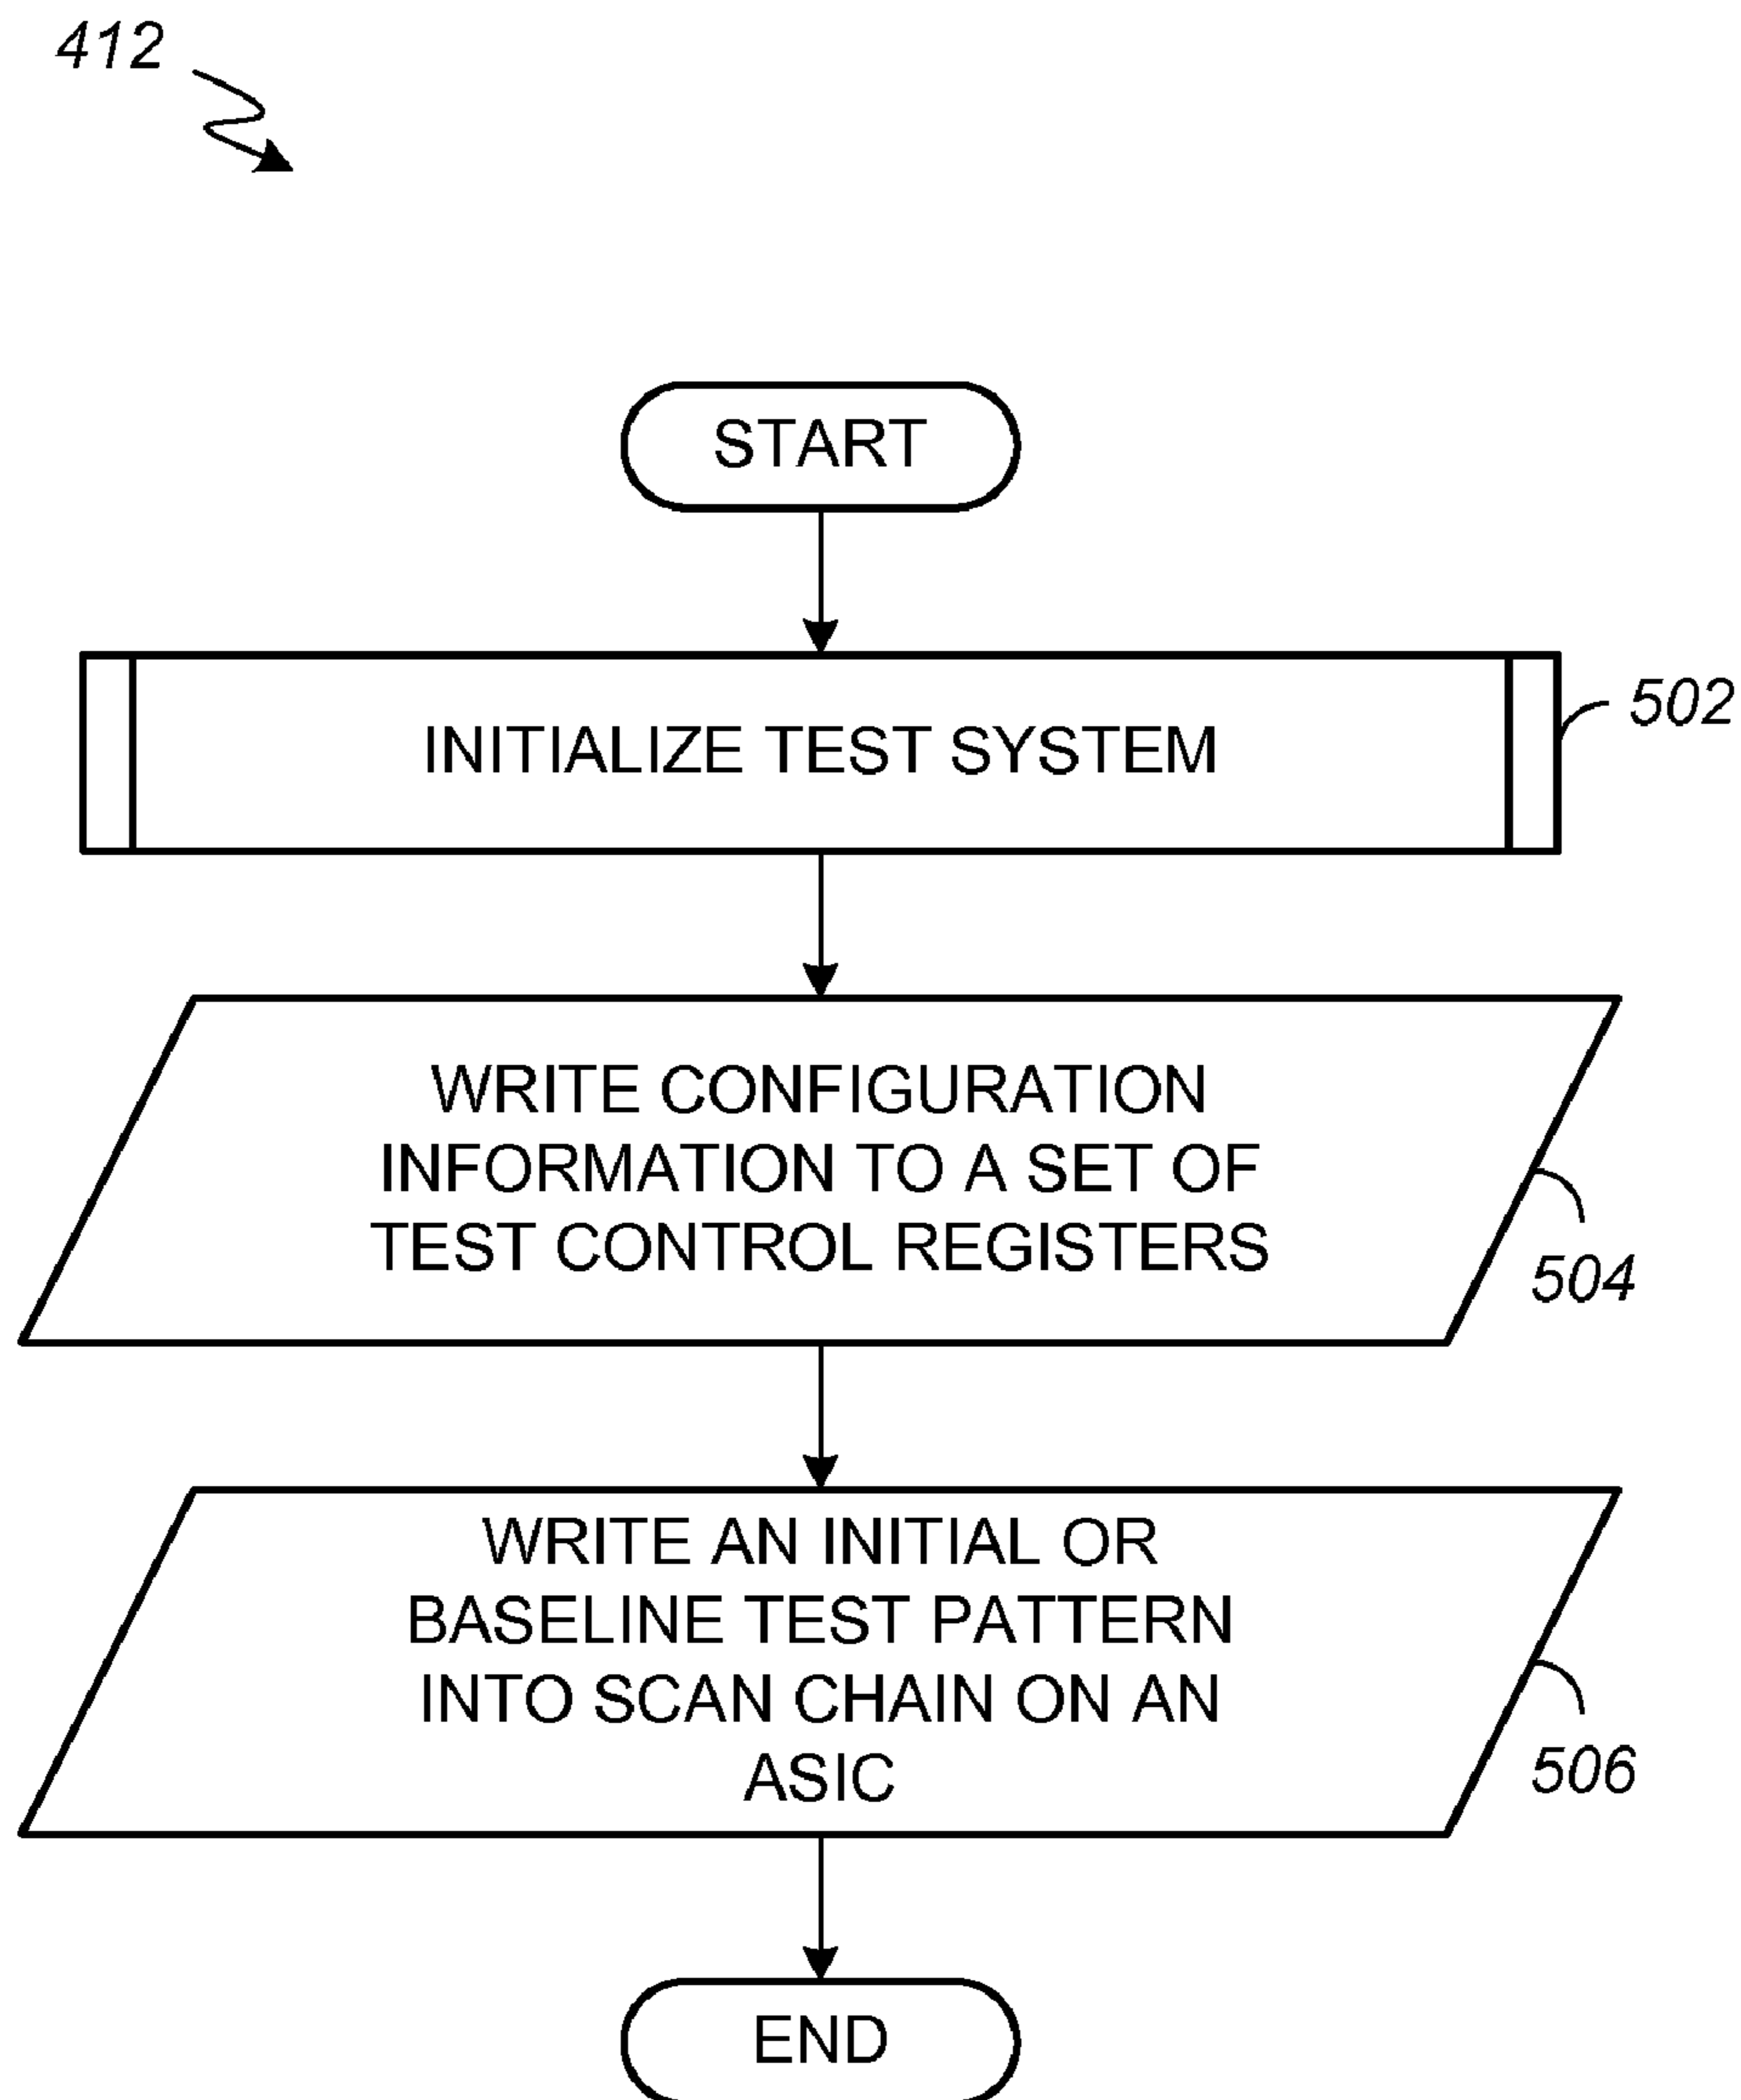 412
START
INITIALIZE TEST SYSTEM
502
WRITE CONFIGURATION
INFORMATION TO A SET OF
TEST CONTROL REGISTERS
504
WRITE AN INITIAL OR
BASELINE TEST PATTERN
INTO SCAN CHAIN ON AN
ASIC
506
END